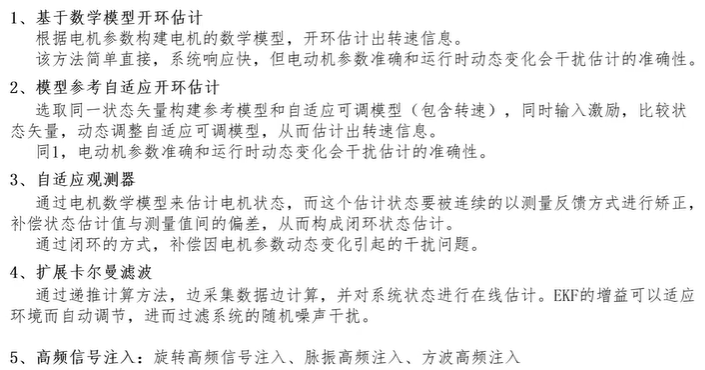 1、基于数学模型开环估计
根据电机参数构建电机的数学模型，开环估计出转速信息。
该方法简单直接，系统响应快，但电动机参数准确和运行时动态变化会干扰估计的准确性。
2、模型参考自适应开环估计
选取同一状态矢量构建参考模型和自适应可调模型（包含转速），同时输入激励，比较状
态矢量，动态调整自适应可调模型，从而估计出转速信息。
同1，电动机参数准确和运行时动态变化会干扰估计的准确性。
3、自适应观测器
通过电机数学模型来估计电机状态，而这个估计状态要被连续的以测量反馈方式进行矫正，
补偿状态估计值与测量值间的偏差，从而构成闭环状态估计。
通过闭环的方式，补偿因电机参数动态变化引起的干扰问题。
4、扩展卡尔曼滤波
通过递推计算方法，边采集数据边计算，并对系统状态进行在线估计。EKF的增益可以适应
环境而自动调节，进而过滤系统的随机噪声干扰。
5、高频信号注入：旋转高频信号注入、脉振高频注入、方波高频注入